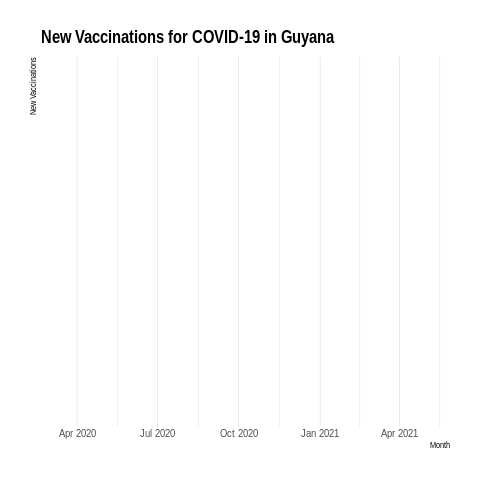 New Vaccinations for COVID-19 in Guyana
New Vaccinations
Apr 2020 Jul 2020 Oct 2020 Jan 2021 Apr 2021
Month